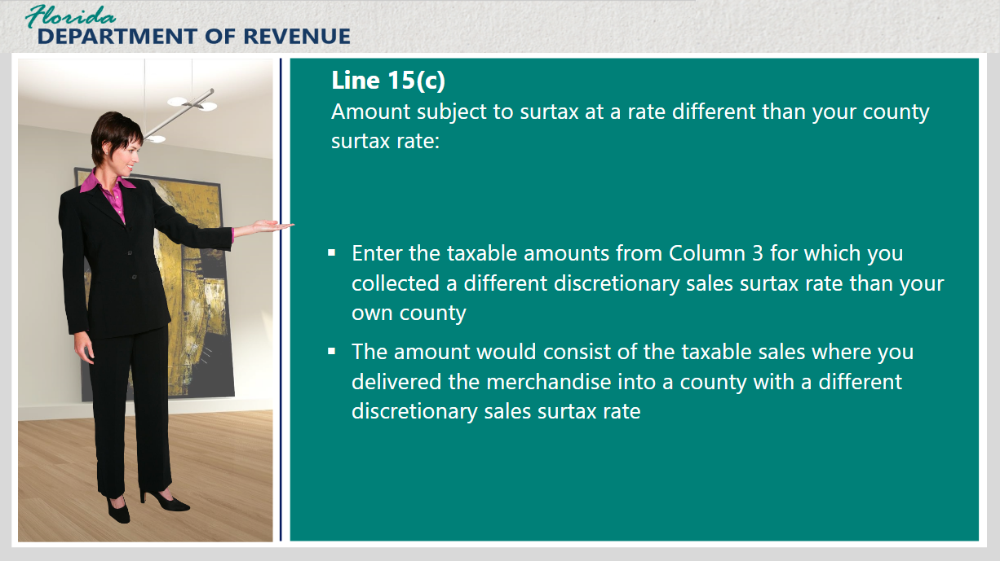 Florida
DEPARTMENT OF REVENUE
Line 15(c)
Amount subject to surtax at a rate different than your county
surtax rate:
▪ Enter the taxable amounts from Column 3 for which you
collected a different discretionary sales surtax rate than your
own county
▪ The amount would consist of the taxable sales where you
delivered the merchandise into a county with a different
discretionary sales surtax rate